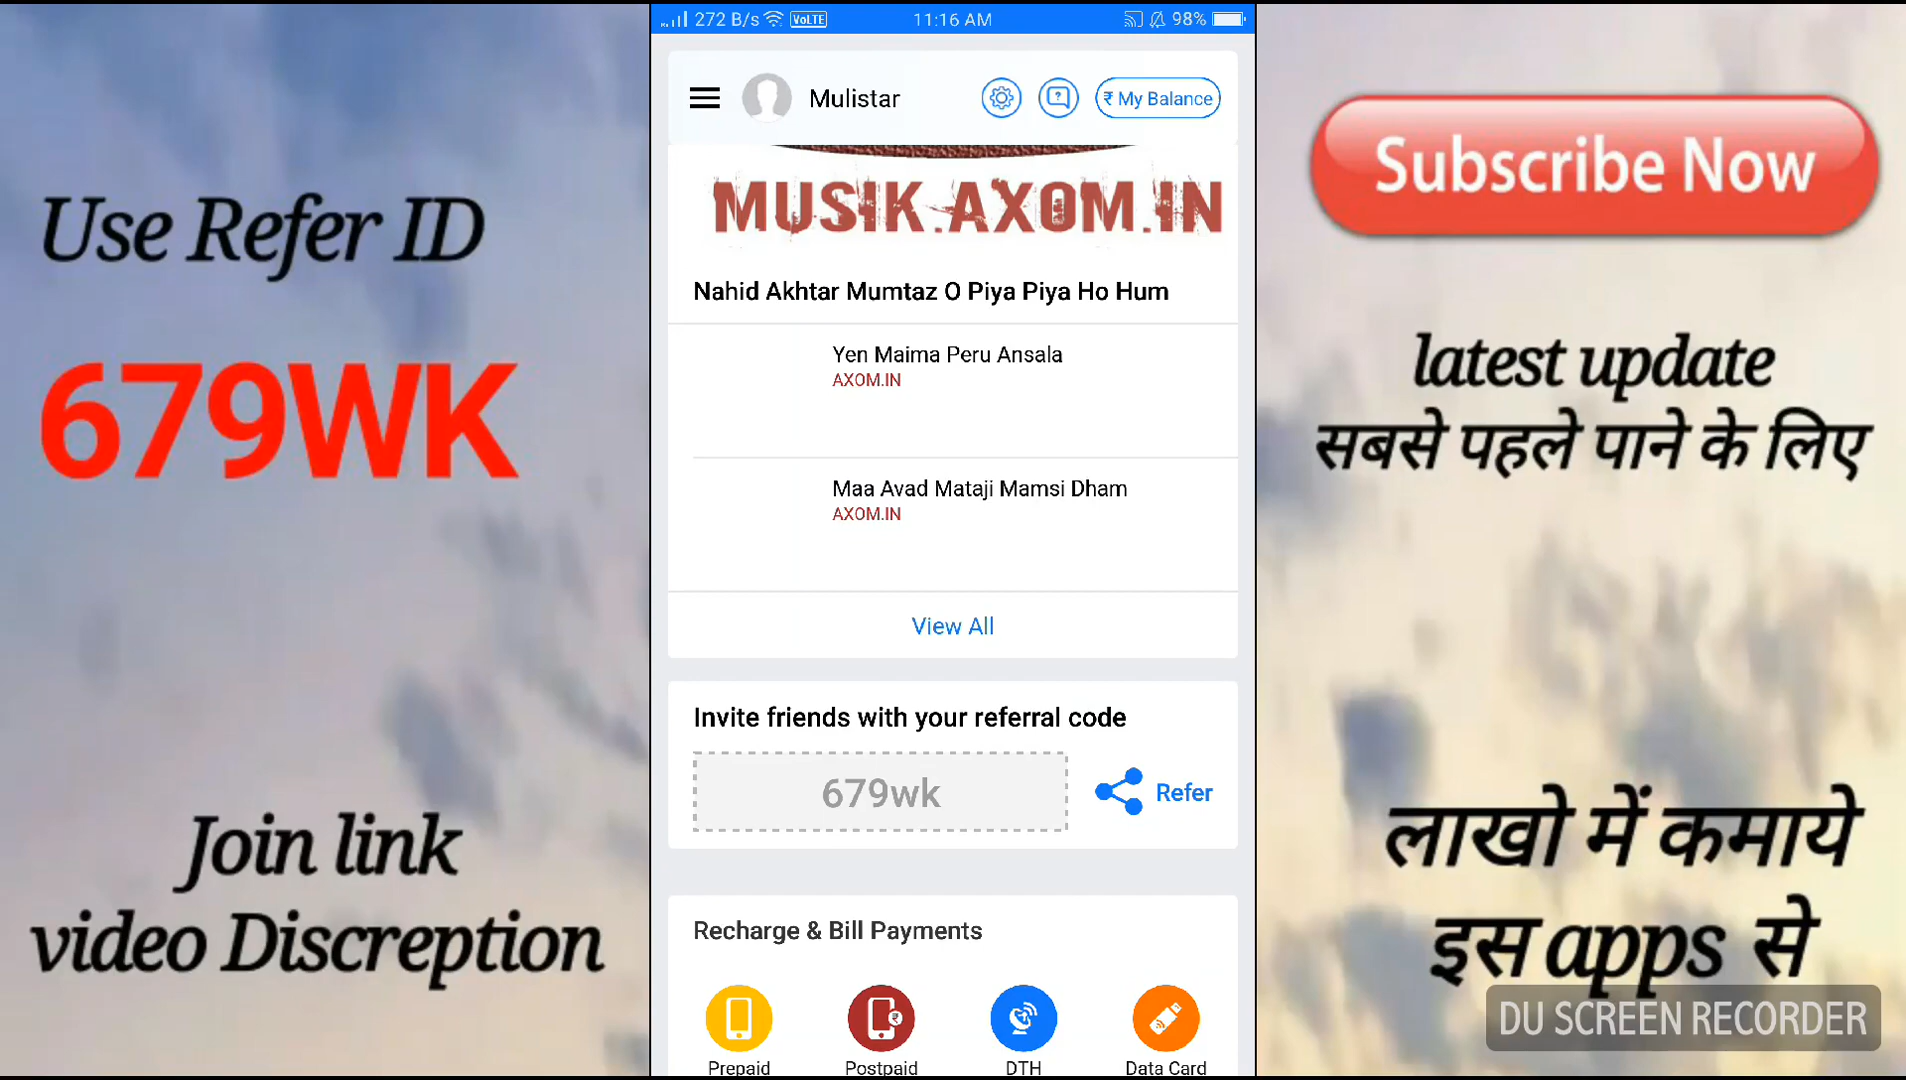 Use Refer ID
679WK
Join link
video Discreption
272 B/s VoLTE 11:16 AM 98%
Mulistar ₹ My Balance
MUSIK.AXOM.IN
Nahid Akhtar Mumtaz O Piya Piya Ho Hum
Yen Maima Peru Ansala
AXOM.IN
Maa Avad Mataji Mamsi Dham
AXOM.IN
View All
Invite friends with your referral code
679wk Refer
Recharge & Bill Payments
Prepaid Postpaid DTH Data Card
Subscribe Now
latest update
सबसे पहले पाने के लिए
लाखो में कमाये
इस apps से
DU SCREEN RECORDER